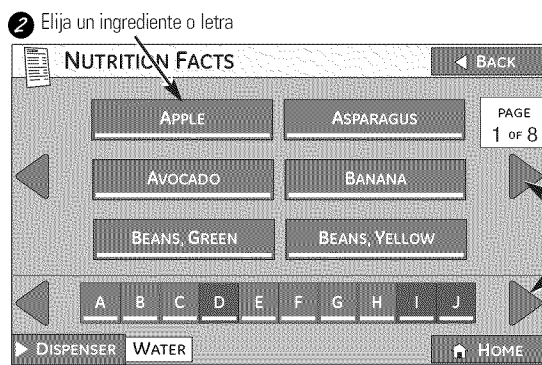 2 Elija un ingrediente o letra
NUTRITION FACTS
BACK
APPLE
ASPARAGUS
PAGE
1 OF 8
AVOCADO
BANANA
BEANS, GREEN
BEANS, YELLOW
A B C D E F G H I J
DISPENSER WATER
HOME